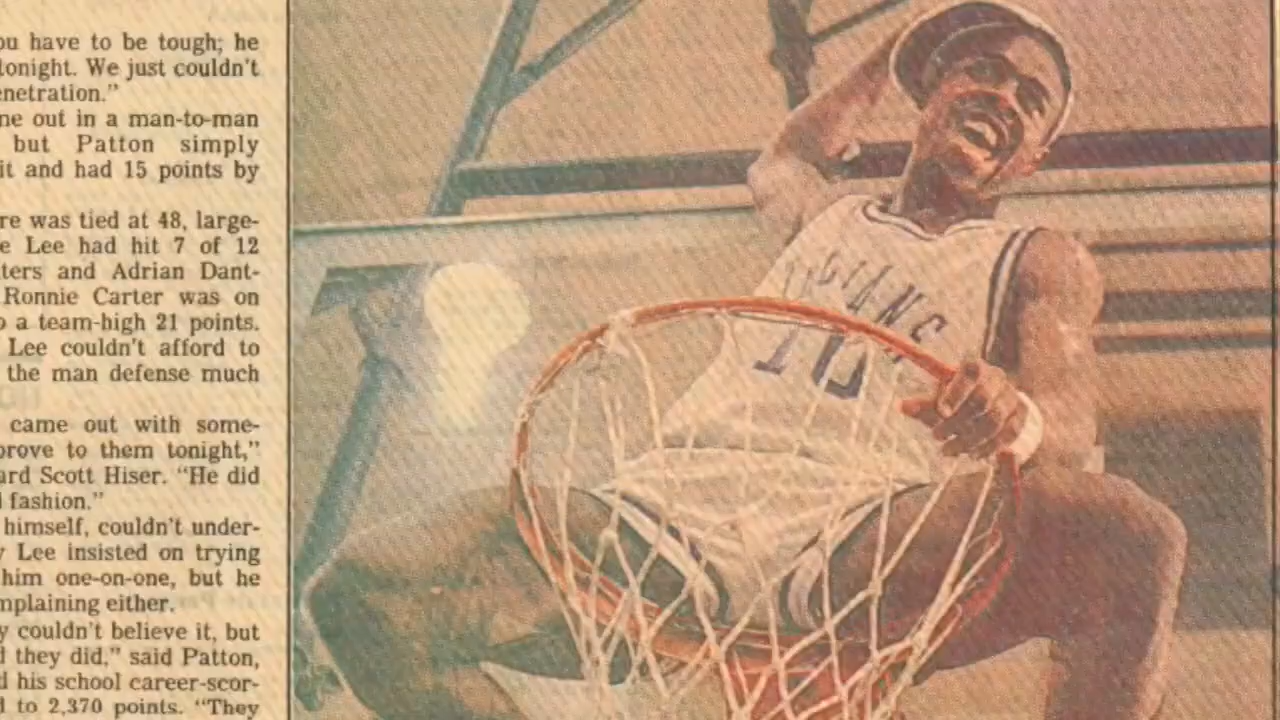 ou have to be tough; he
tonight. We just couldn't
enetration."
me out in a man-to-man
but Patton simply
it and had 15 points by
re was tied at 48, large-
e Lee had hit 7 of 12
ters and Adrian Dant-
Ronnie Carter was on
o a team-high 21 points.
Lee couldn't afford to
the man defense much
came out with some-
prove to them tonight,"
ard Scott Hiser. "He did
l fashion."
himself, couldn't under-
y Lee insisted on trying
him one-on-one, but he
mplaining either.
y couldn't believe it, but
d they did," said Patton,
d his school career-scor-
d to 2,370 points. "They
INDIANS
10